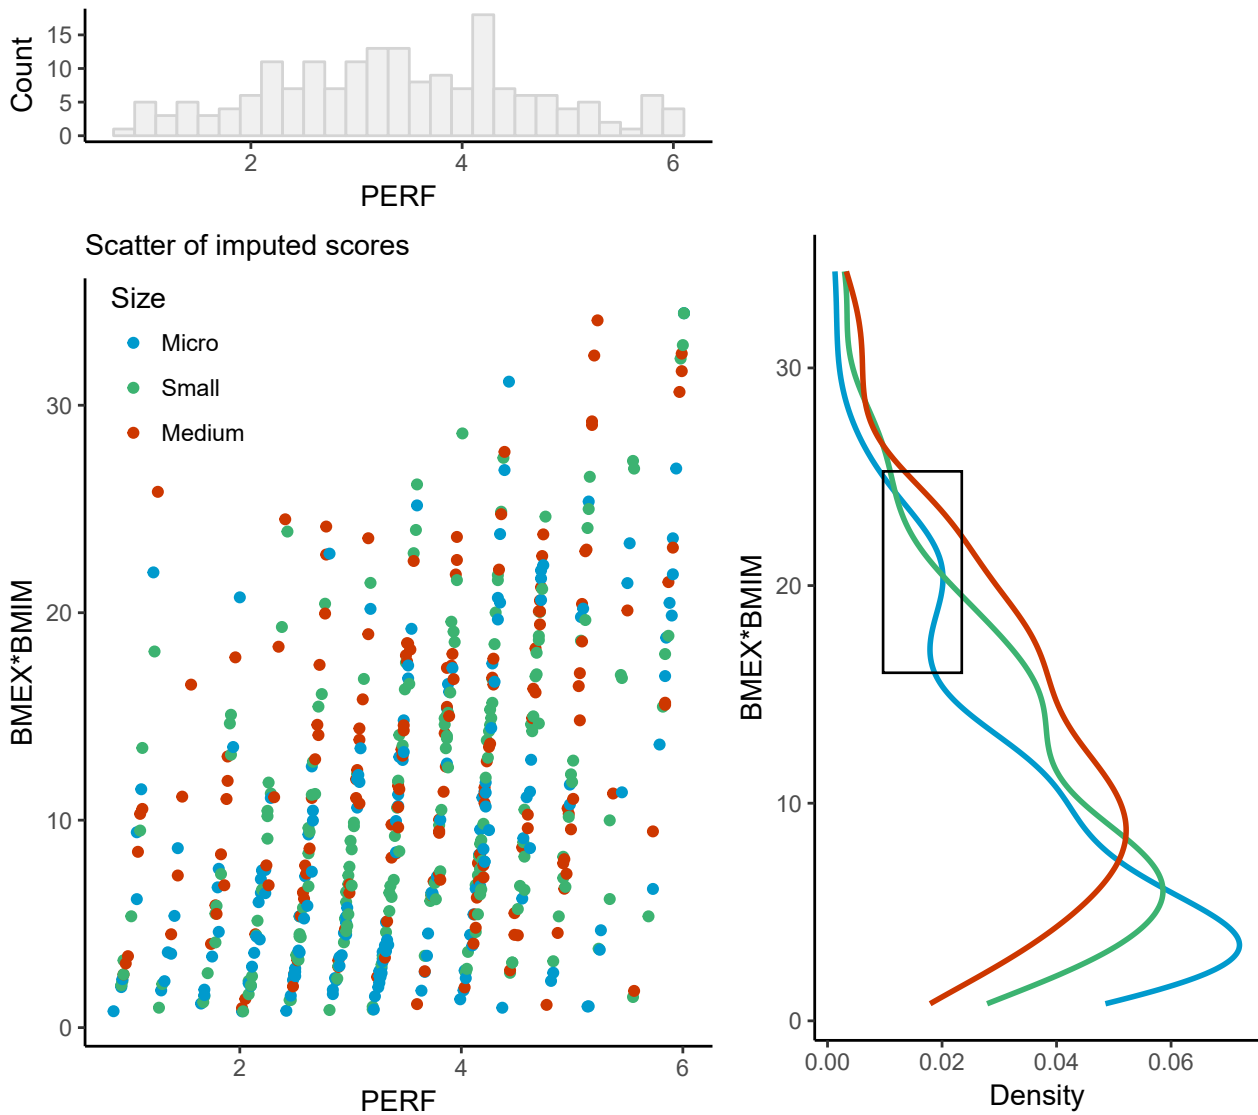 15
10
5
0
Count
2 4 6
PERF
Scatter of imputed scores
Size
Micro
Small
Medium
30
20
10
0
BMEX*BMIM
2 4 6
PERF
30
20
10
0
BMEX*BMIM
0.00 0.02 0.04 0.06
Density